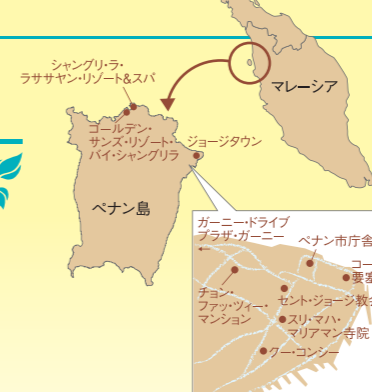 シャングリ・ラ・
ラササヤン・リゾート&スパ
マレーシア
ゴールデン・
サンズ・リゾート・
バイ・シャングリラ
ジョージタウン
ペナン島
ガーニー・ドライブ
プラザ・ガーニー
←
ペナン市庁舎
コー
要塞
チョン・
ファッ・ツィー・
マンション
セント・ジョージ教会
スリ・マハ・
マリアマン寺院
クー・コンシー